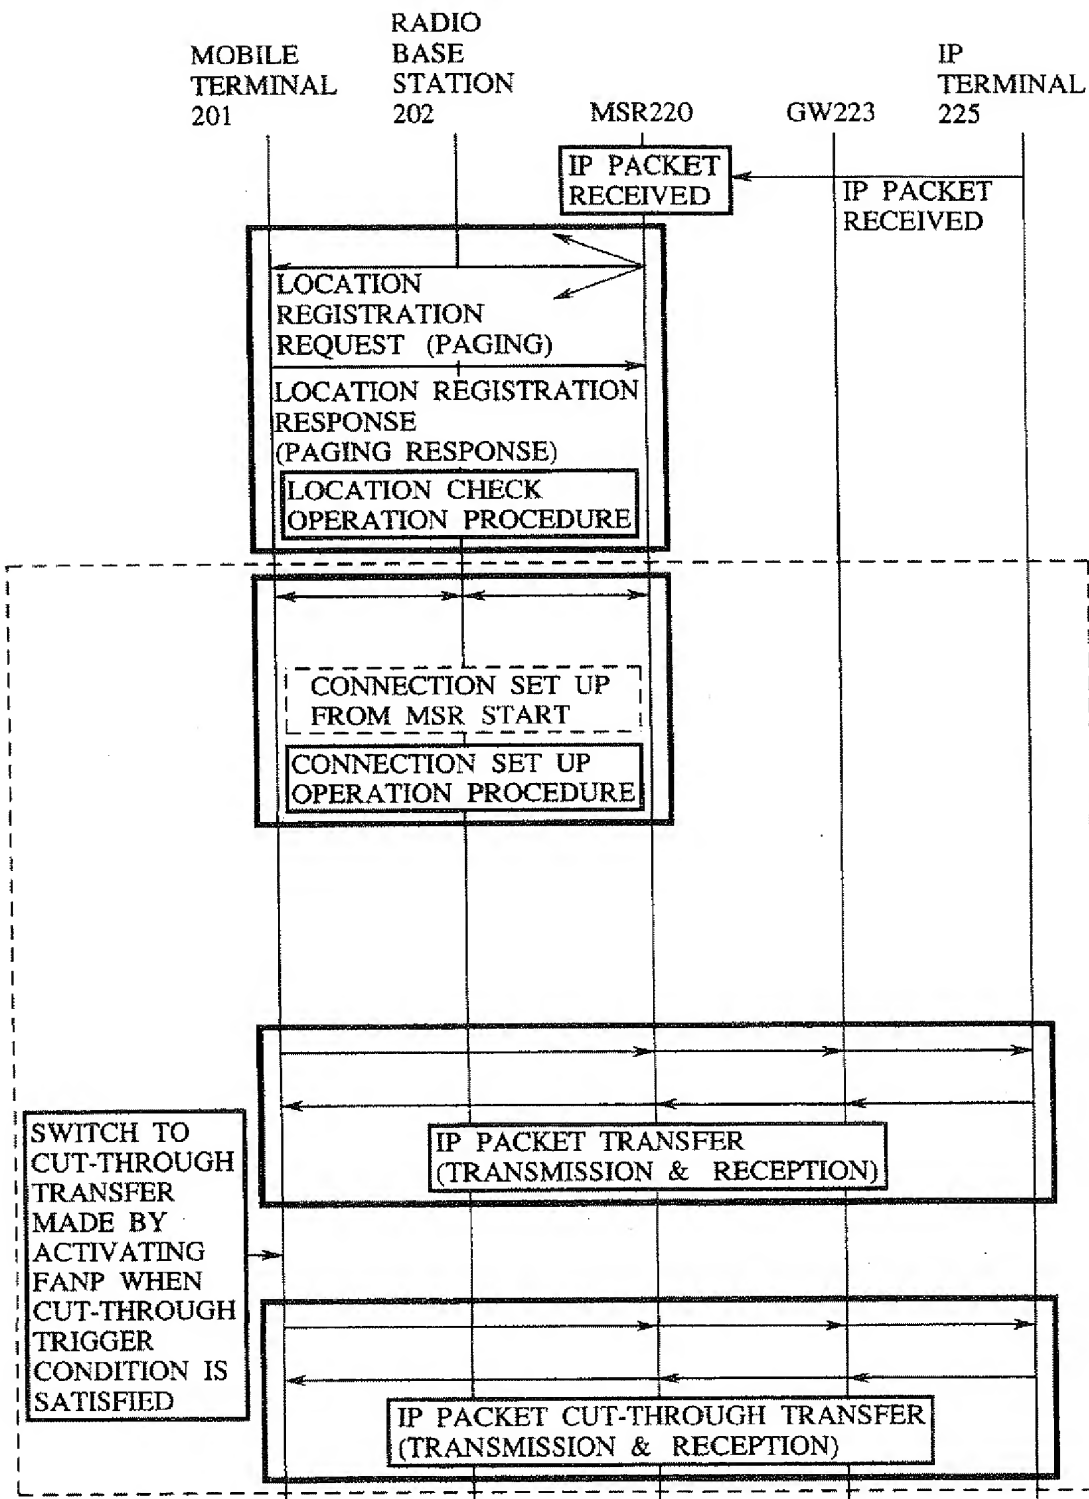 MOBILE
TERMINAL
201
RADIO
BASE
STATION
202
MSR220
GW223
IP
TERMINAL
225
IP PACKET
RECEIVED
IP PACKET
RECEIVED
LOCATION
REGISTRATION
REQUEST (PAGING)
LOCATION REGISTRATION
RESPONSE
(PAGING RESPONSE)
LOCATION CHECK
OPERATION PROCEDURE
CONNECTION SET UP
FROM MSR START
CONNECTION SET UP
OPERATION PROCEDURE
IP PACKET TRANSFER
(TRANSMISSION & RECEPTION)
SWITCH TO
CUT-THROUGH
TRANSFER
MADE BY
ACTIVATING
FANP WHEN
CUT-THROUGH
TRIGGER
CONDITION IS
SATISFIED
IP PACKET CUT-THROUGH TRANSFER
(TRANSMISSION & RECEPTION)